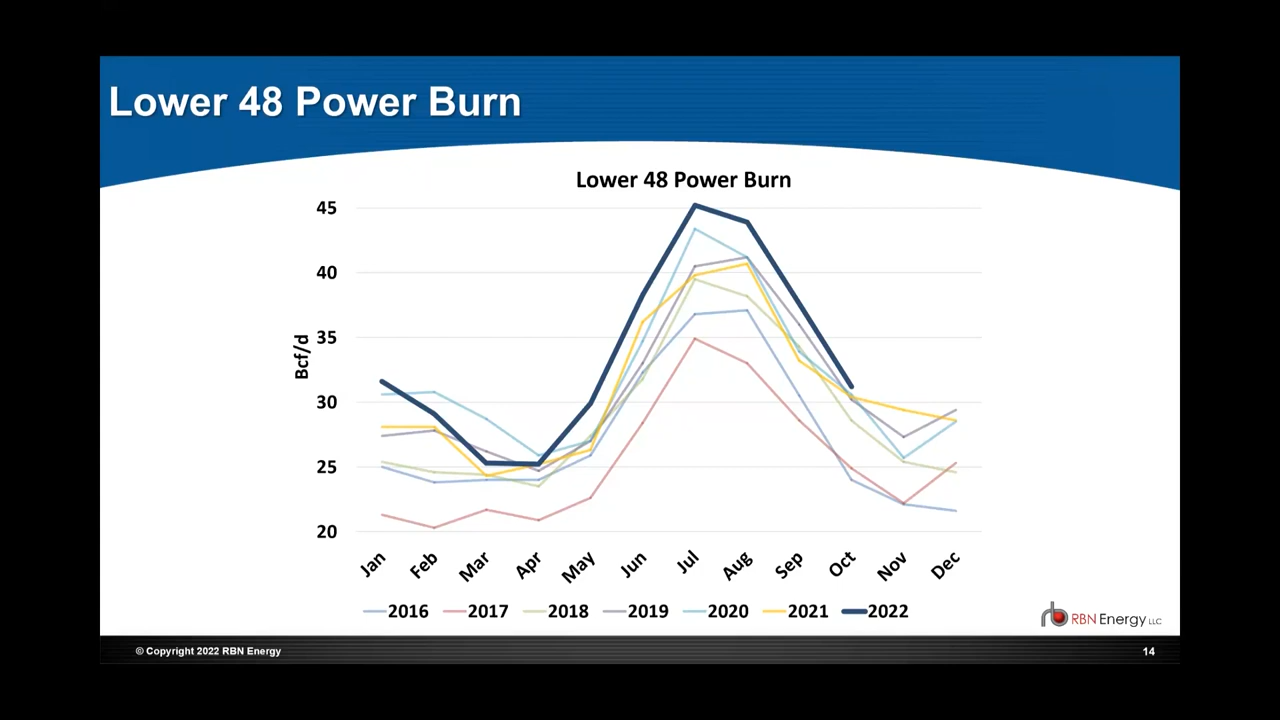 Lower 48 Power Burn
Lower 48 Power Burn
45
40
35
30
25
20
Bcf/d
Jan Feb Mar Apr May Jun Jul Aug Sep Oct Nov Dec
2016 2017 2018 2019 2020 2021 2022
rb RBN Energy LLC
© Copyright 2022 RBN Energy 14